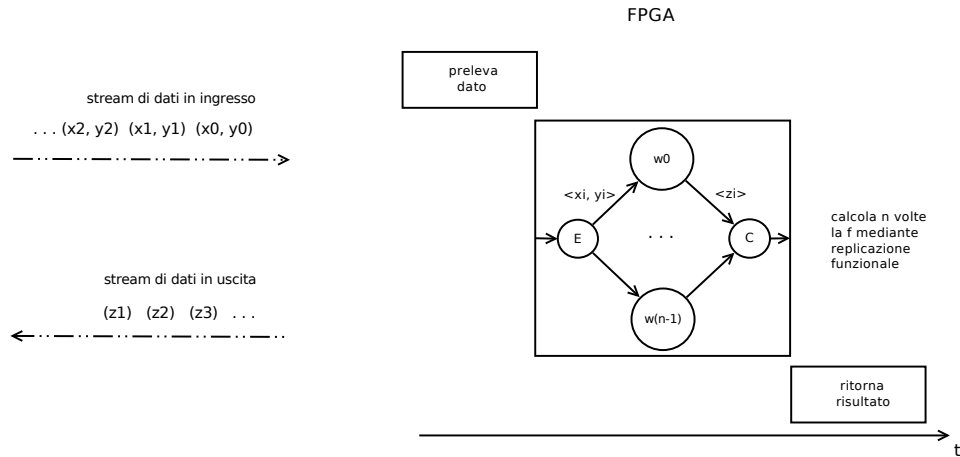 FPGA
preleva
dato
stream di dati in ingresso
. . . (x2, y2) (x1, y1) (x0, y0)
w0
<xi, yi>
<zi>
E
. . .
C
calcola n volte
la f mediante
replicazione
funzionale
stream di dati in uscita
(z1) (z2) (z3) . . .
w(n-1)
ritorna
risultato
t